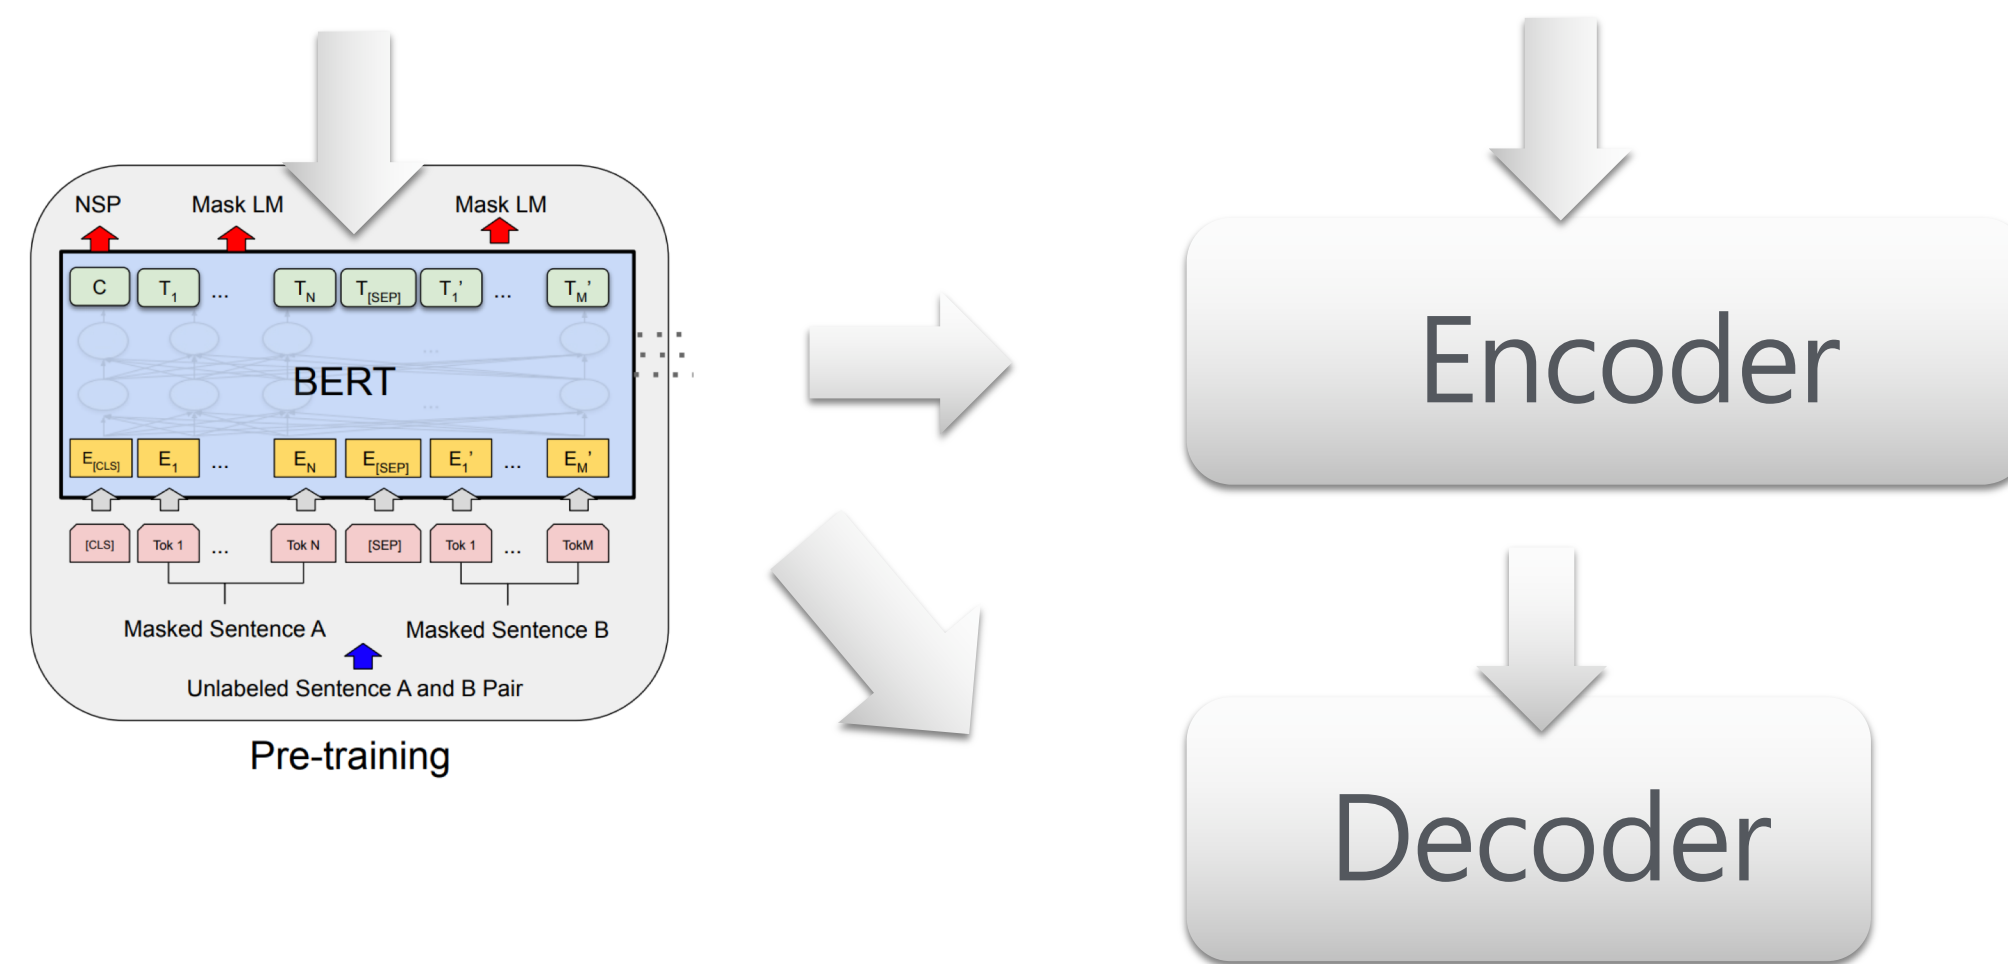 NSP Mask LM Mask LM
C T1 ... TN T[SEP] T1' ... TM'
...
BERT
...
E[CLS] E1 ... EN E[SEP] E1' ... EM'
[CLS] Tok 1 ... Tok N [SEP] Tok 1 ... TokM
Masked Sentence A Masked Sentence B
Unlabeled Sentence A and B Pair
Pre-training
Encoder
Decoder